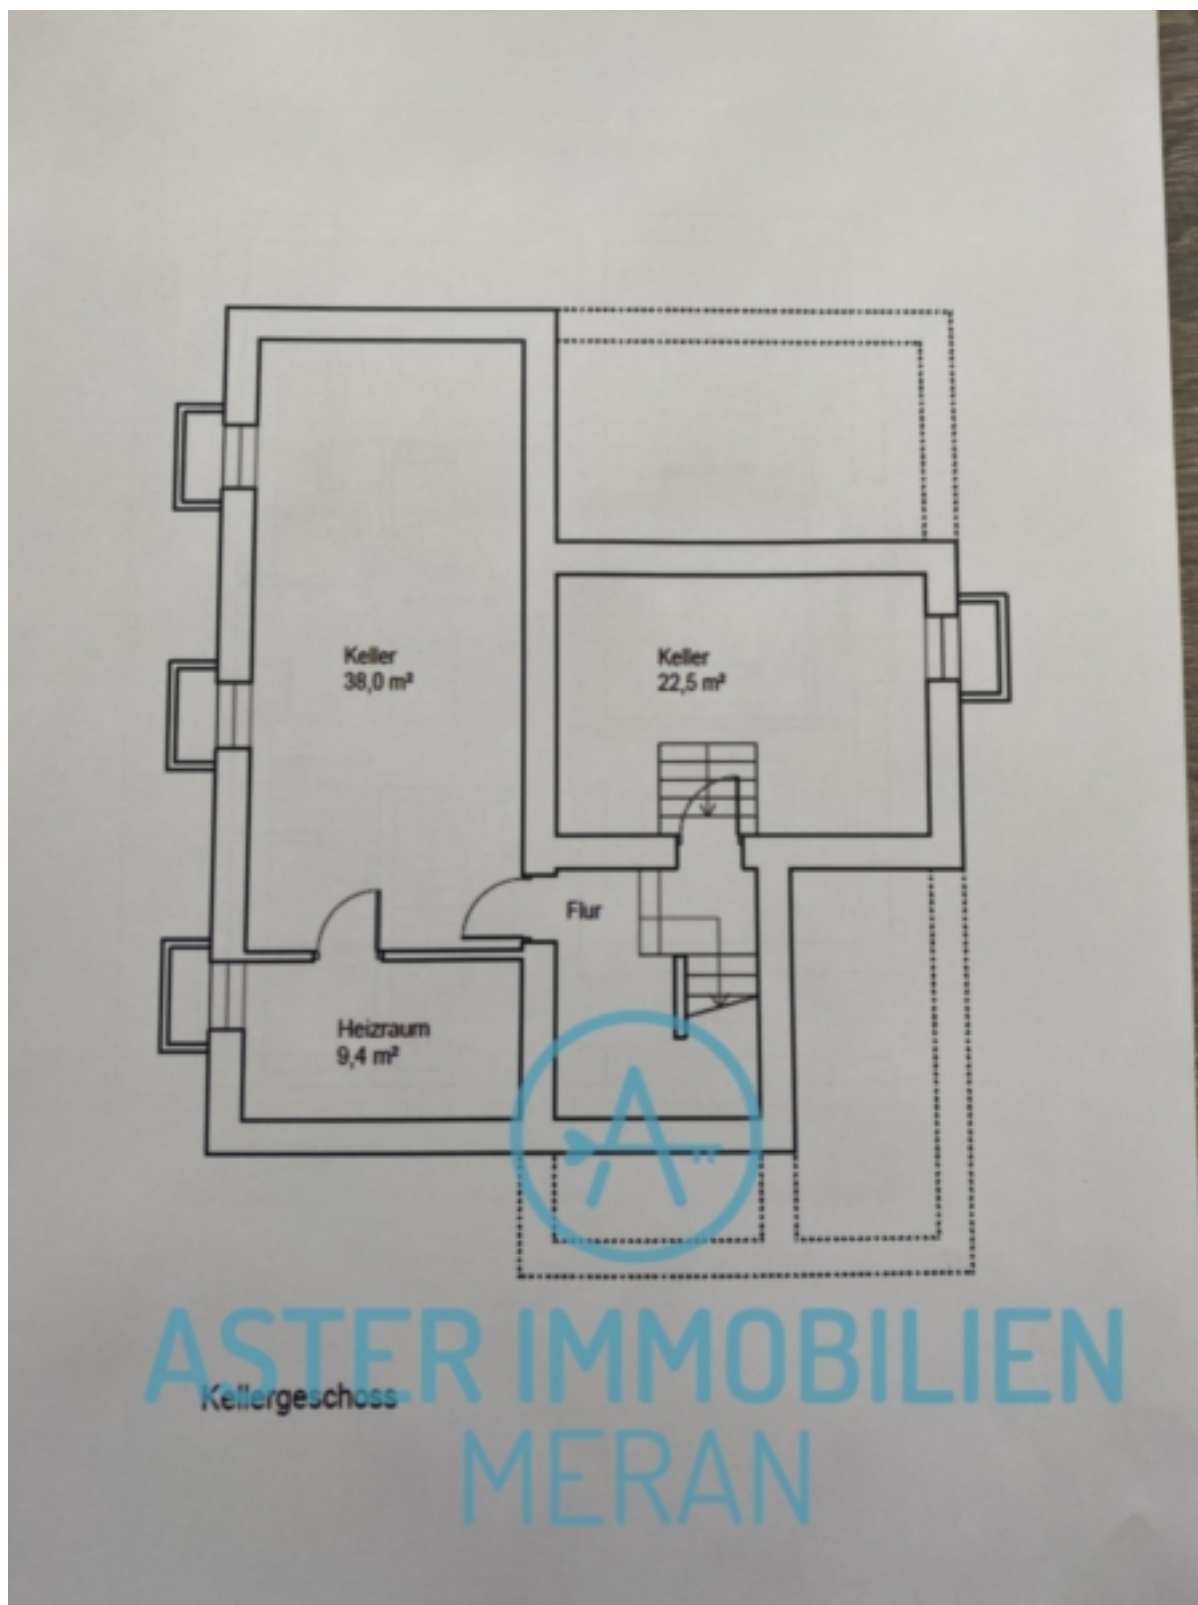 Keller
38,0 m²
Keller
22,5 m²
Flur
Heizraum
9,4 m²
Kellergeschoss
ASTER IMMOBILIEN
MERAN